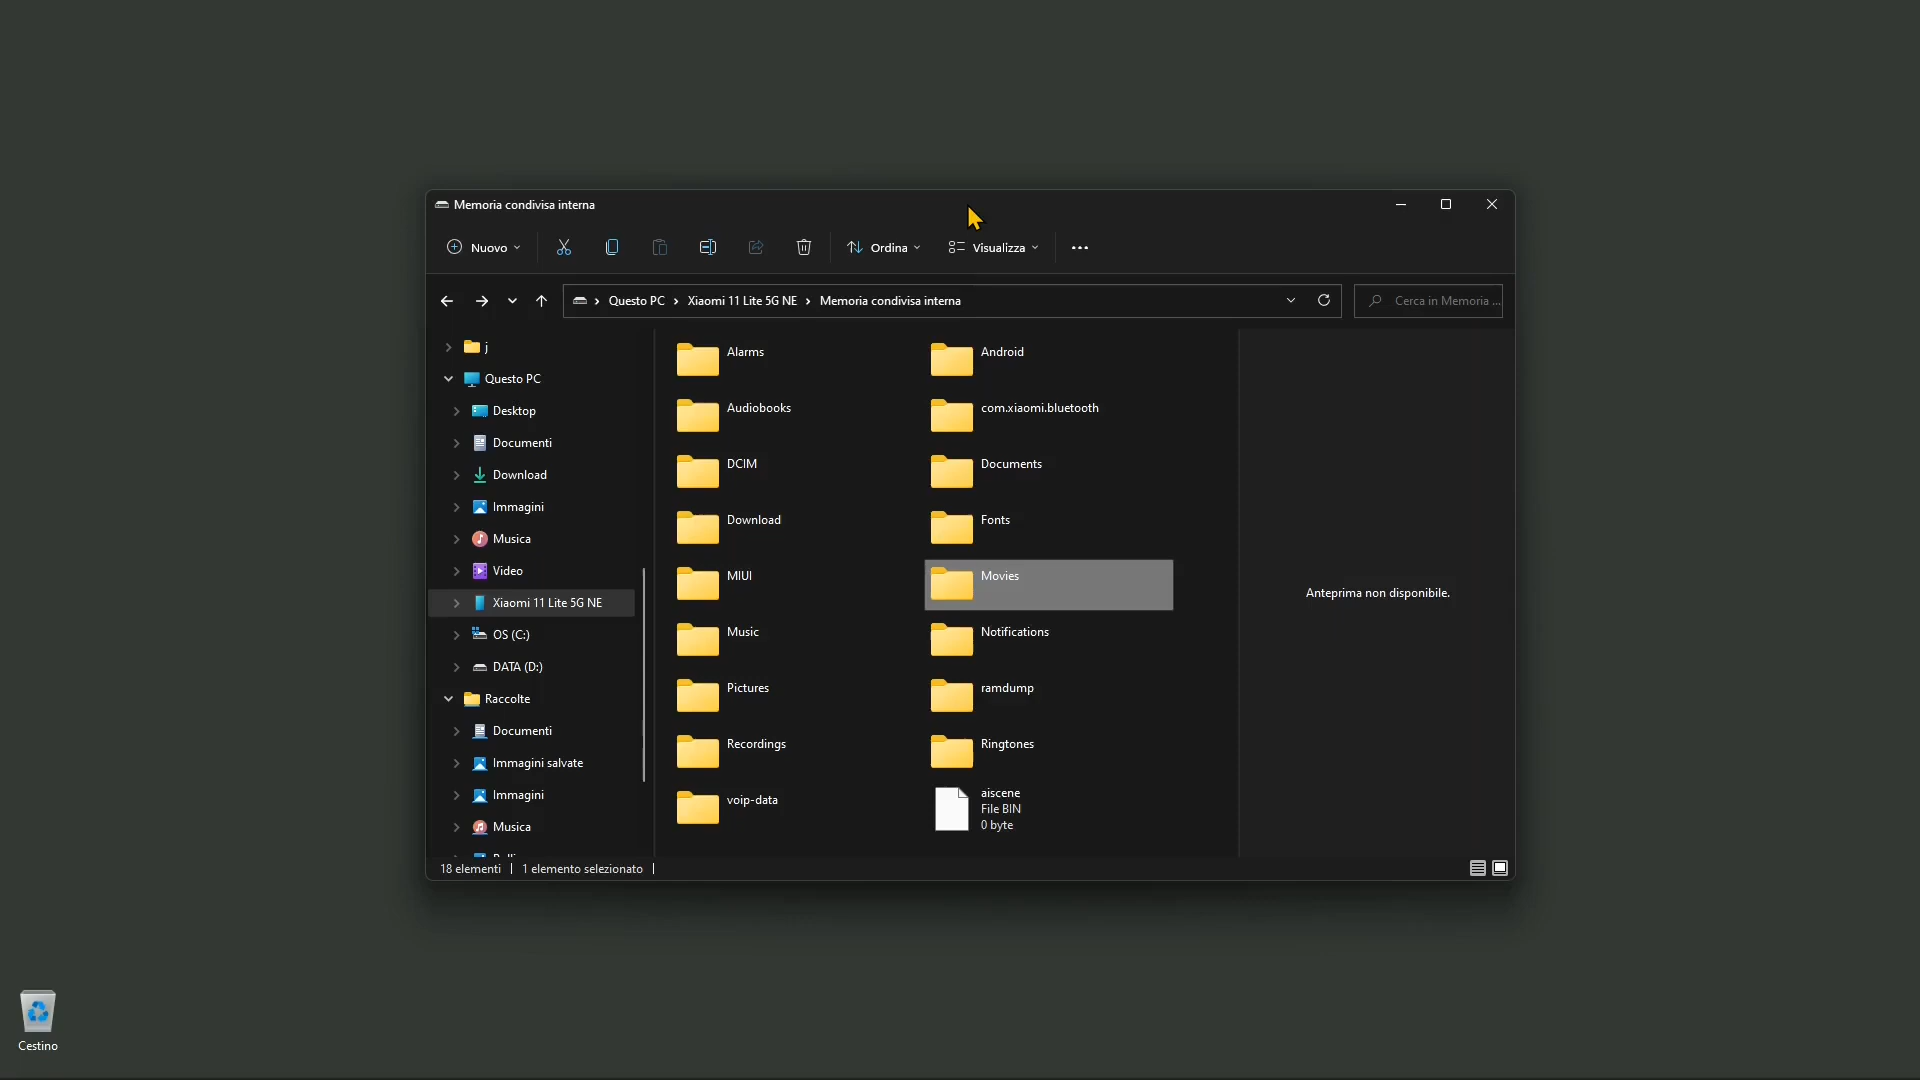 Memoria condivisa interna
Nuovo
Ordina
Visualizza
Questo PC > Xiaomi 11 Lite 5G NE > Memoria condivisa interna
Cerca in Memoria ...
j
Questo PC
Desktop
Documenti
Download
Immagini
Musica
Video
Xiaomi 11 Lite 5G NE
OS (C:)
DATA (D:)
Raccolte
Documenti
Immagini salvate
Immagini
Musica
Alarms
Android
Audiobooks
com.xiaomi.bluetooth
DCIM
Documents
Download
Fonts
MIUI
Movies
Music
Notifications
Pictures
ramdump
Recordings
Ringtones
voip-data
aiscene
File BIN
0 byte
Anteprima non disponibile.
18 elementi
1 elemento selezionato
Cestino